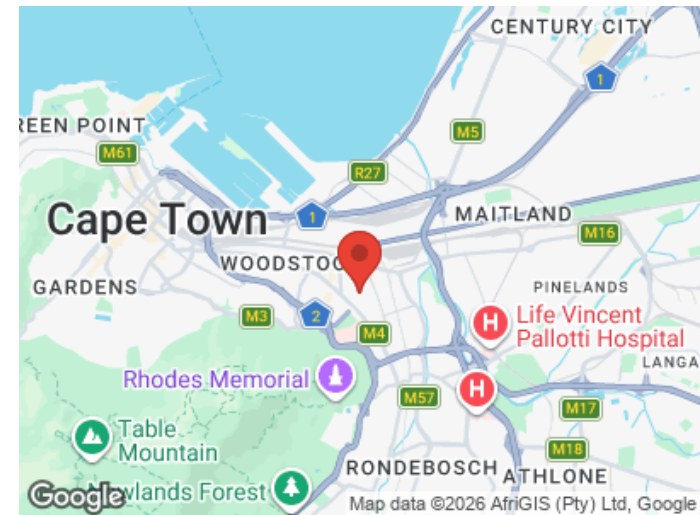 CENTURY CITY
1
REEN POINT
M5
M61
R27
Cape Town
1
MAITLAND
M16
WOODSTOC
GARDENS
PINELANDS
M3
2
M4
H
Life Vincent
Pallotti Hospital
LANGA
Rhodes Memorial
M57
H
M17
Table
Mountain
M18
RONDEBOSCH
ATHLONE
Newlands Forest
Google
Map data ©2026 AfriGIS (Pty) Ltd, Google